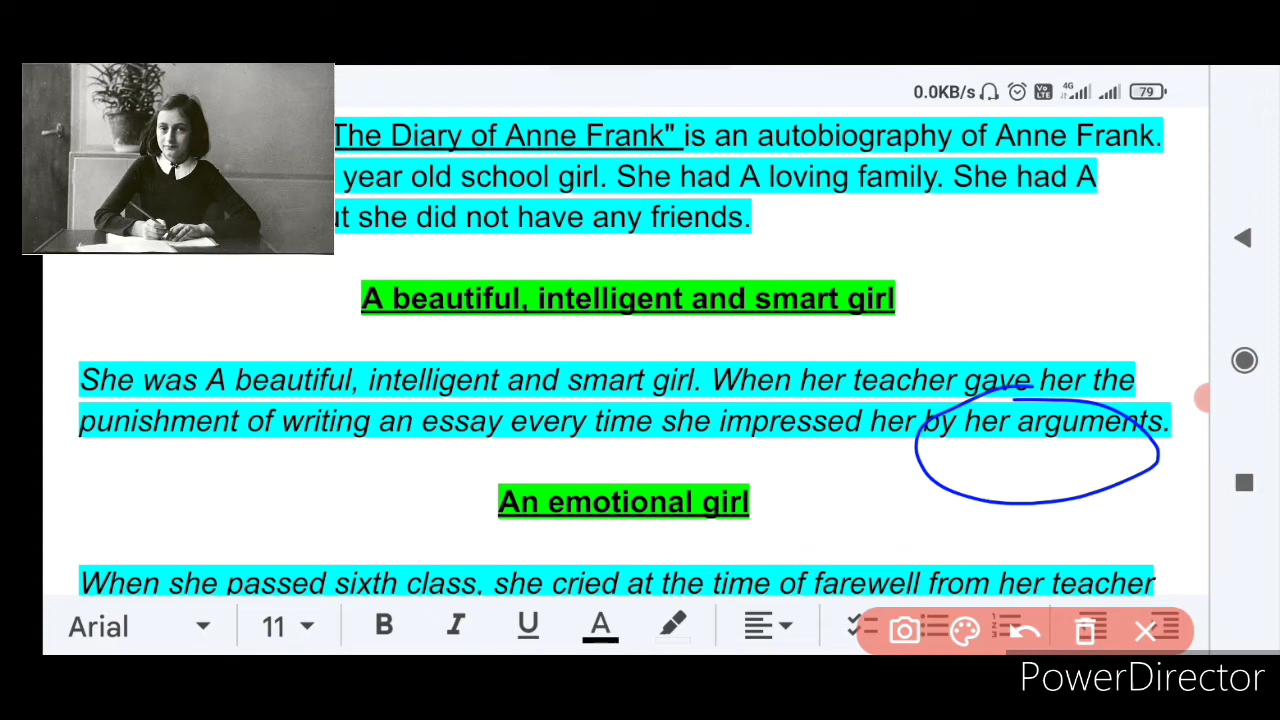 0.0KB/s Vo LTE 4G 79
The Diary of Anne Frank" is an autobiography of Anne Frank.
year old school girl. She had A loving family. She had A
she did not have any friends.
A beautiful, intelligent and smart girl
She was A beautiful, intelligent and smart girl. When her teacher gave her the
punishment of writing an essay every time she impressed her by her arguments.
An emotional girl
When she passed sixth class, she cried at the time of farewell from her teacher
Arial 11 B I U A
PowerDirector